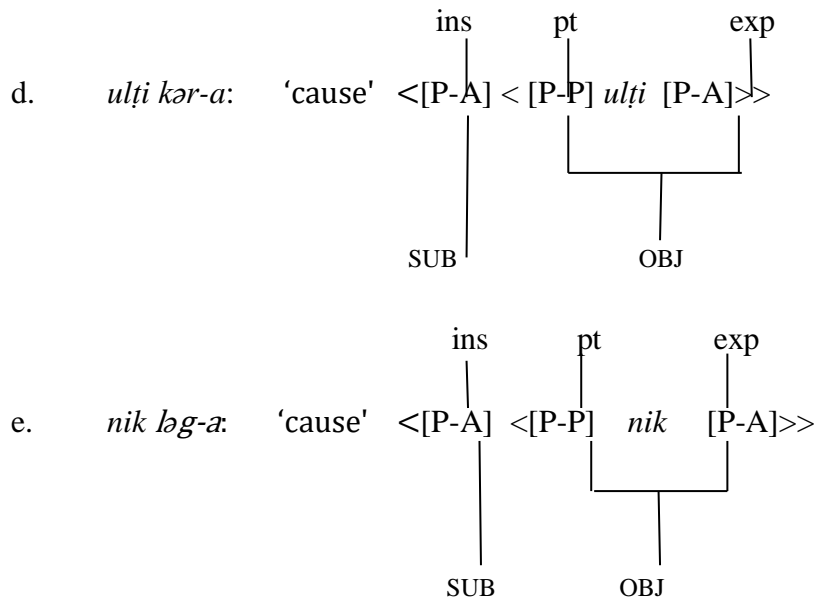 ins pt exp
d. ulṭi kər-a: ‘cause' <[P-A] < [P-P] ulṭi [P-A]>>
SUB OBJ
ins pt exp
e. nik ləg-a: ‘cause' <[P-A] <[P-P] nik [P-A]>>
SUB OBJ